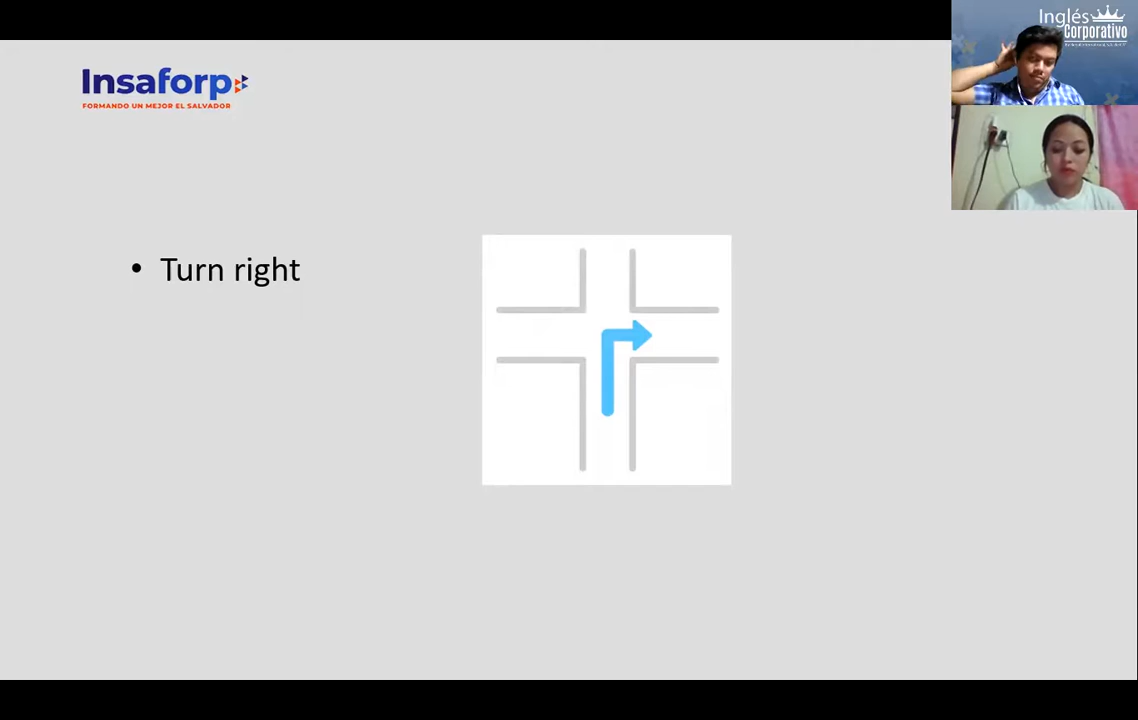 Inglés
Corporativo
Insaforp
FORMANDO UN MEJOR EL SALVADOR
• Turn right